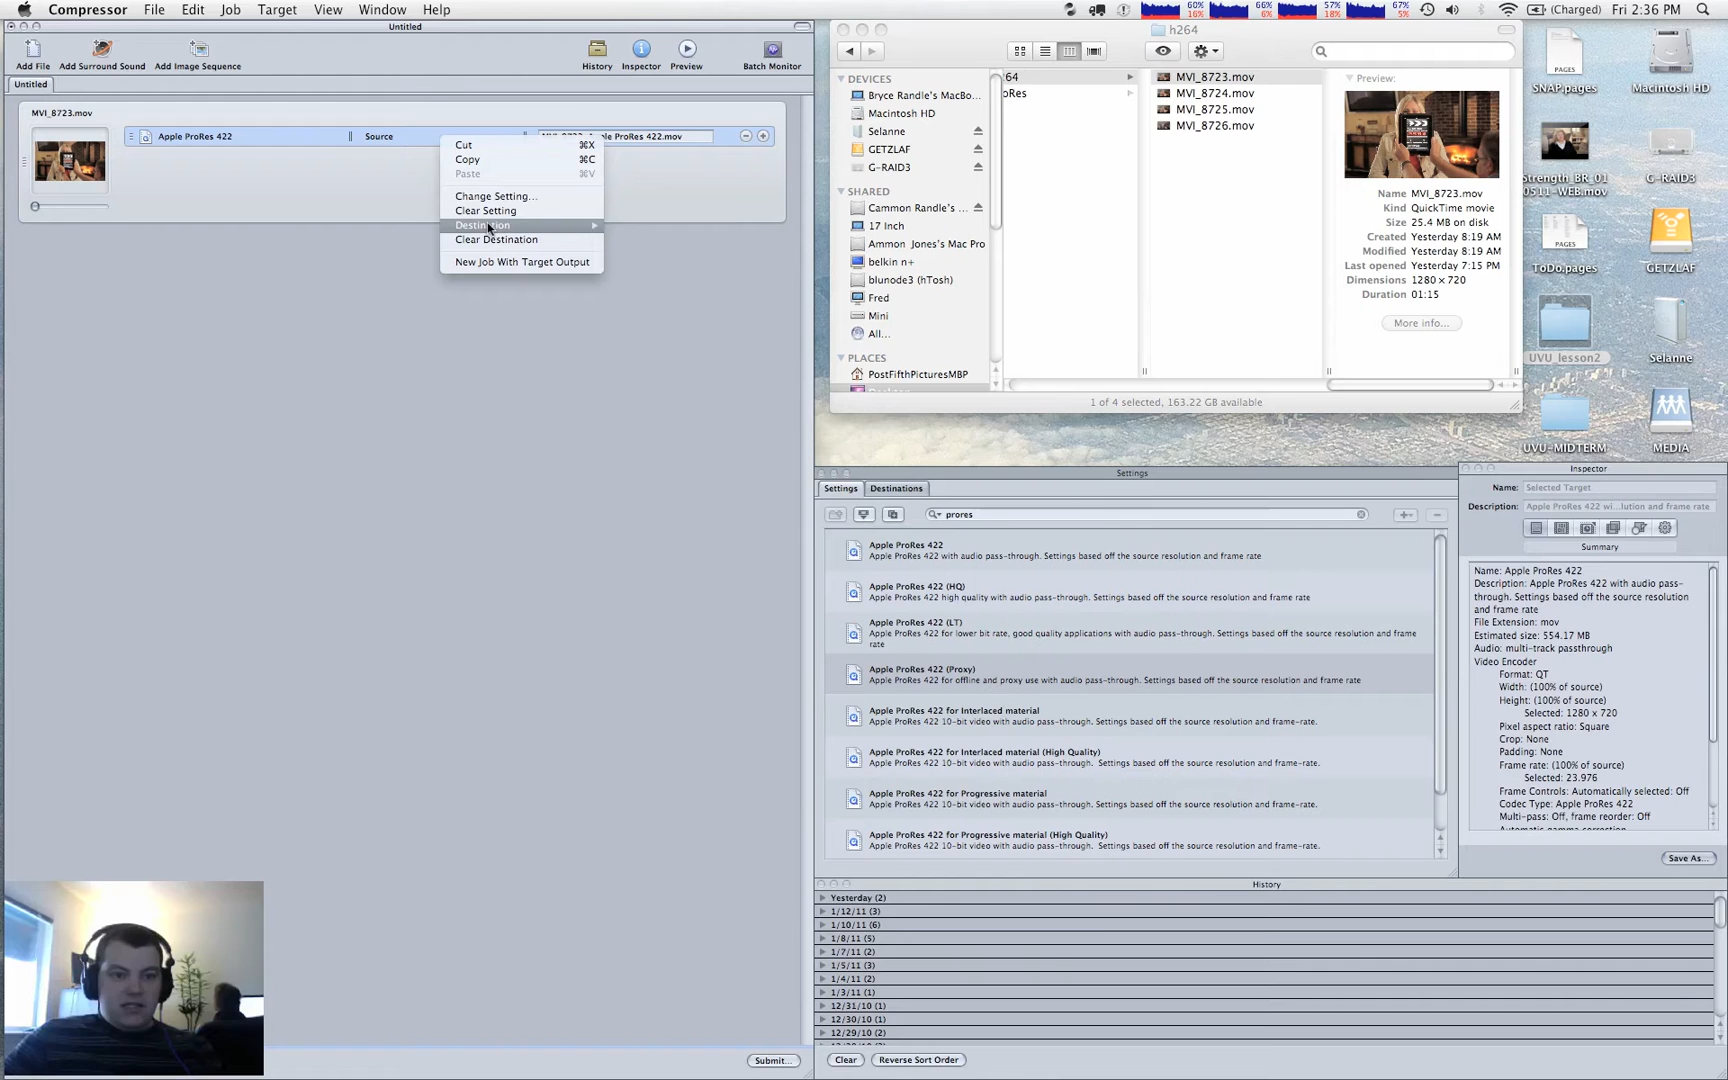 Compressor File Edit Job Target View Window Help
60% 16% 66% 6% 57% 18% 67% 5% (Charged) Fri 2:36 PM
Untitled
Add File Add Surround Sound Add Image Sequence History Inspector Preview Batch Monitor
Untitled
MVI_8723.mov
Apple ProRes 422 Source
ple ProRes 422.mov
Cut ⌘X
Copy ⌘C
Paste ⌘V
Change Setting...
Clear Setting
Destination
Clear Destination
New Job With Target Output
Submit...
h264
DEVICES
Bryce Randle's MacBo...
Macintosh HD
Selanne
GETZLAF
G-RAID3
SHARED
Cammon Randle's ...
17 Inch
Ammon Jones's Mac Pro
belkin n+
blunode3 (hTosh)
Fred
Mini
All...
PLACES
PostFifthPicturesMBP
64
oRes
MVI_8723.mov
MVI_8724.mov
MVI_8725.mov
MVI_8726.mov
Preview:
Name MVI_8723.mov
Kind QuickTime movie
Size 25.4 MB on disk
Created Yesterday 8:19 AM
Modified Yesterday 8:19 AM
Last opened Yesterday 7:15 PM
Dimensions 1280 × 720
Duration 01:15
More info...
1 of 4 selected, 163.22 GB available
SNAP.pages
Macintosh HD
Strength_BR_01
0511-WEB.mov
G-RAID3
ToDo.pages
GETZLAF
UVU_lesson2
Selanne
UVU-MIDTERM
MEDIA
Settings
Settings Destinations
prores
Apple ProRes 422
Apple ProRes 422 with audio pass-through. Settings based off the source resolution and frame rate
Apple ProRes 422 (HQ)
Apple ProRes 422 high quality with audio pass-through. Settings based off the source resolution and frame rate
Apple ProRes 422 (LT)
Apple ProRes 422 for lower bit rate, good quality applications with audio pass-through. Settings based off the source resolution and frame
rate
Apple ProRes 422 (Proxy)
Apple ProRes 422 for offline and proxy use with audio pass-through. Settings based off the source resolution and frame rate
Apple ProRes 422 for Interlaced material
Apple ProRes 422 10-bit video with audio pass-through. Settings based off the source resolution and frame-rate.
Apple ProRes 422 for Interlaced material (High Quality)
Apple ProRes 422 10-bit video with audio pass-through. Settings based off the source resolution and frame-rate.
Apple ProRes 422 for Progressive material
Apple ProRes 422 10-bit video with audio pass-through. Settings based off the source resolution and frame-rate.
Apple ProRes 422 for Progressive material (High Quality)
Apple ProRes 422 10-bit video with audio pass-through. Settings based off the source resolution and frame-rate.
Inspector
Name: Selected Target
Description: Apple ProRes 422 wi...lution and frame rate
Summary
Name: Apple ProRes 422
Description: Apple ProRes 422 with audio pass-
through. Settings based off the source resolution
and frame rate
File Extension: mov
Estimated size: 554.17 MB
Audio: multi-track passthrough
Video Encoder
Format: QT
Width: (100% of source)
Height: (100% of source)
Selected: 1280 x 720
Pixel aspect ratio: Square
Crop: None
Padding: None
Frame rate: (100% of source)
Selected: 23.976
Frame Controls: Automatically selected: Off
Codec Type: Apple ProRes 422
Multi-pass: Off, frame reorder: Off
Save As...
History
Yesterday (2)
1/12/11 (3)
1/10/11 (6)
1/8/11 (5)
1/7/11 (2)
1/5/11 (3)
1/4/11 (2)
1/3/11 (1)
12/31/10 (1)
12/30/10 (1)
12/29/10 (2)
Clear Reverse Sort Order